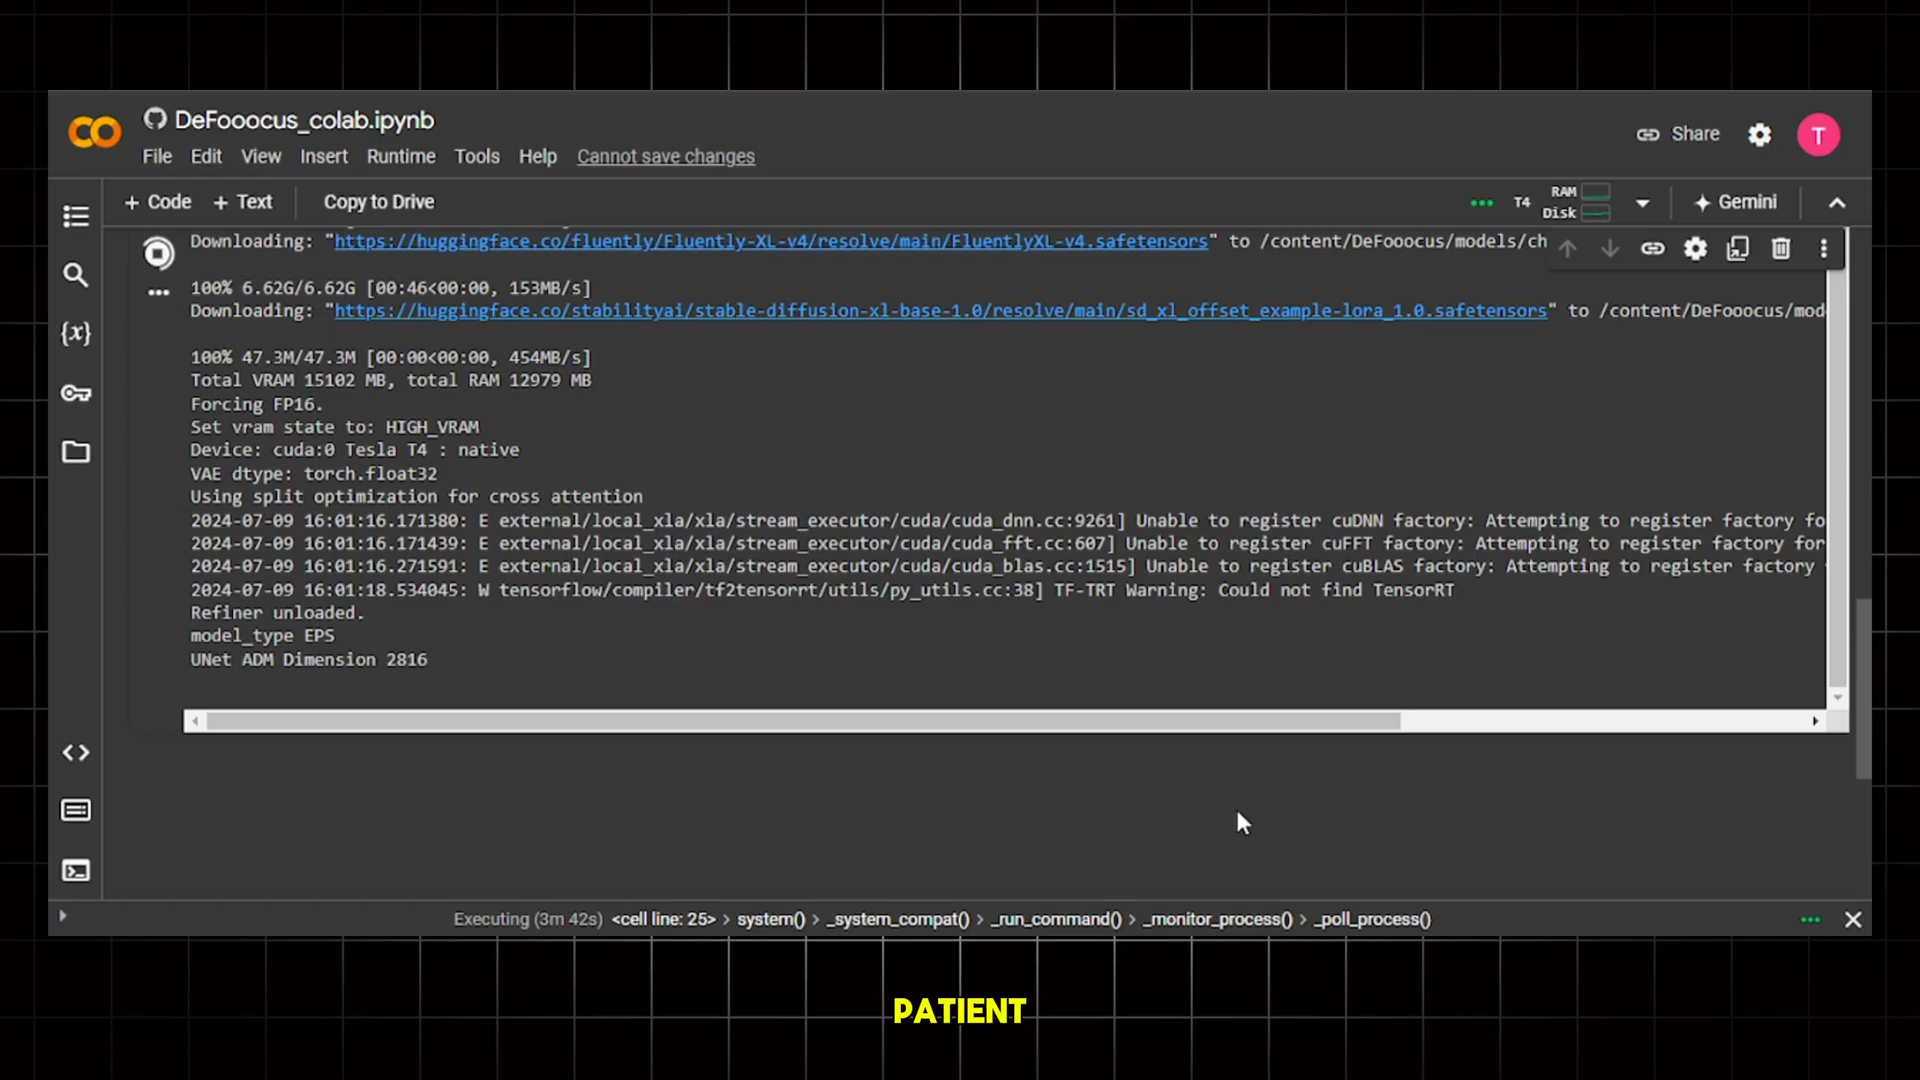 DeFooocus_colab.ipynb
File Edit View Insert Runtime Tools Help Cannot save changes
Share
T
+ Code + Text Copy to Drive
T4 RAM Disk
Gemini
Downloading: "https://huggingface.co/fluently/Fluently-XL-v4/resolve/main/FluentlyXL-v4.safetensors" to /content/DeFooocus/models/ch
100% 6.62G/6.62G [00:46<00:00, 153MB/s]
Downloading: "https://huggingface.co/stabilityai/stable-diffusion-xl-base-1.0/resolve/main/sd_xl_offset_example-lora_1.0.safetensors" to /content/DeFooocus/mod
100% 47.3M/47.3M [00:00<00:00, 454MB/s]
Total VRAM 15102 MB, total RAM 12979 MB
Forcing FP16.
Set vram state to: HIGH_VRAM
Device: cuda:0 Tesla T4 : native
VAE dtype: torch.float32
Using split optimization for cross attention
2024-07-09 16:01:16.171380: E external/local_xla/xla/stream_executor/cuda/cuda_dnn.cc:9261] Unable to register cuDNN factory: Attempting to register factory fo
2024-07-09 16:01:16.171439: E external/local_xla/xla/stream_executor/cuda/cuda_fft.cc:607] Unable to register cuFFT factory: Attempting to register factory for
2024-07-09 16:01:16.271591: E external/local_xla/xla/stream_executor/cuda/cuda_blas.cc:1515] Unable to register cuBLAS factory: Attempting to register factory
2024-07-09 16:01:18.534045: W tensorflow/compiler/tf2tensorrt/utils/py_utils.cc:38] TF-TRT Warning: Could not find TensorRT
Refiner unloaded.
model_type EPS
UNet ADM Dimension 2816
Executing (3m 42s) <cell line: 25> > system() > _system_compat() > _run_command() > _monitor_process() > _poll_process()
PATIENT